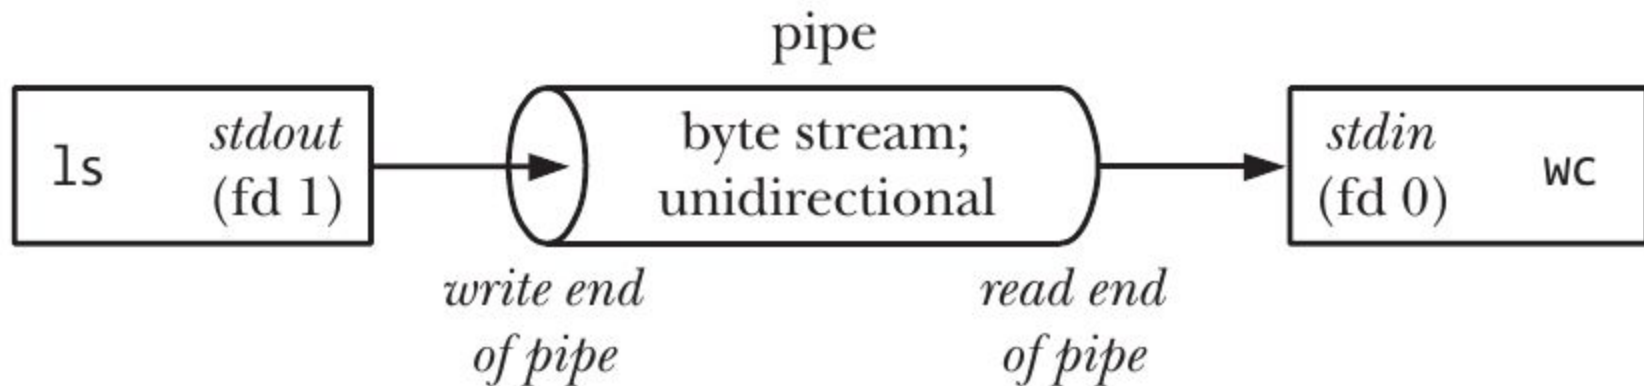 pipe
ls
stdout
(fd 1)
byte stream;
unidirectional
stdin
(fd 0)
wc
write end
of pipe
read end
of pipe